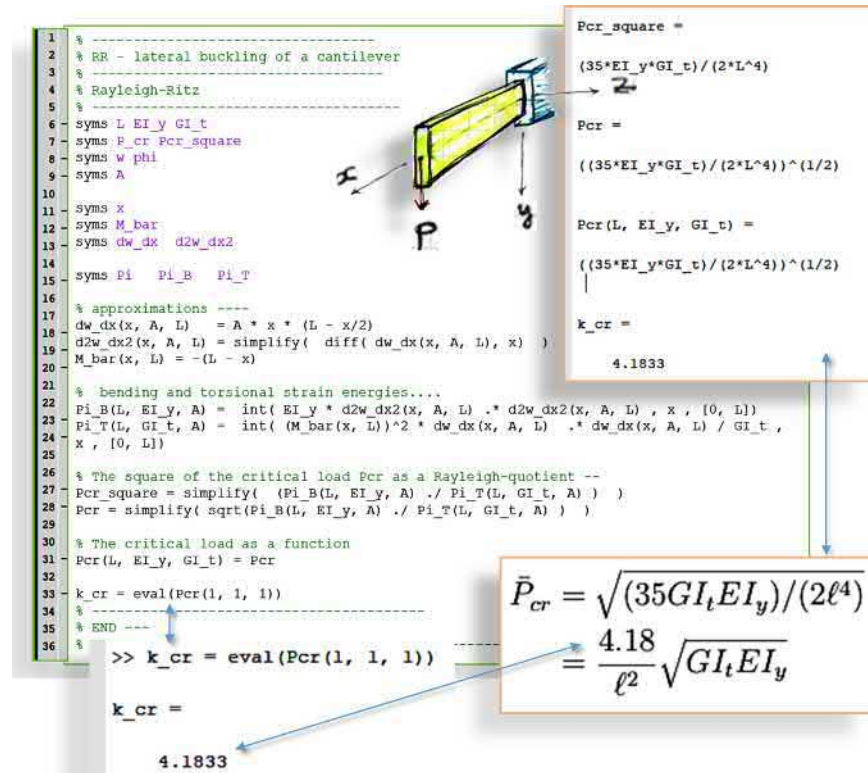 1 % --------------------------------
2 % RR - lateral buckling of a cantilever
3 % ---------------------------------
4 % Rayleigh-Ritz
5 % -----------------------------------
6 - syms L EI_y GI_t
7 - syms P_cr Pcr_square
8 - syms w phi
9 - syms A
10
11 - syms x
12 - syms M_bar
13 - syms dw_dx d2w_dx2
14
15 - syms Pi Pi_B Pi_T
16
17 % approximations ----
18 - dw_dx(x, A, L) = A * x * (L - x/2)
19 - d2w_dx2(x, A, L) = simplify( diff( dw_dx(x, A, L), x) )
20 - M_bar(x, L) = -(L - x)
21 % bending and torsional strain energies....
22 - Pi_B(L, EI_y, A) = int( EI_y * d2w_dx2(x, A, L) .* d2w_dx2(x, A, L) , x , [0, L])
23 - Pi_T(L, GI_t, A) = int( (M_bar(x, L))^2 * dw_dx(x, A, L) .* dw_dx(x, A, L) / GI_t ,
24 x , [0, L])
25
26 % The square of the critical load Pcr as a Rayleigh-quotient --
27 - Pcr_square = simplify( (Pi_B(L, EI_y, A) ./ Pi_T(L, GI_t, A) ) )
28 - Pcr = simplify( sqrt(Pi_B(L, EI_y, A) ./ Pi_T(L, GI_t, A) ) )
29
30 % The critical load as a function
31 - Pcr(L, EI_y, GI_t) = Pcr
32
33 - k_cr = eval(Pcr(1, 1, 1))
34 % --------------------------------------
35 % END ---
36 %
z
x
y
P
Pcr_square =
(35*EI_y*GI_t)/(2*L^4)
Pcr =
((35*EI_y*GI_t)/(2*L^4))^(1/2)
Pcr(L, EI_y, GI_t) =
((35*EI_y*GI_t)/(2*L^4))^(1/2)
k_cr =
4.1833
P̄_cr = √(35GI_tEI_y)/(2ℓ⁴)
= 4.18/ℓ² √GI_tEI_y
>> k_cr = eval(Pcr(1, 1, 1))
k_cr =
4.1833